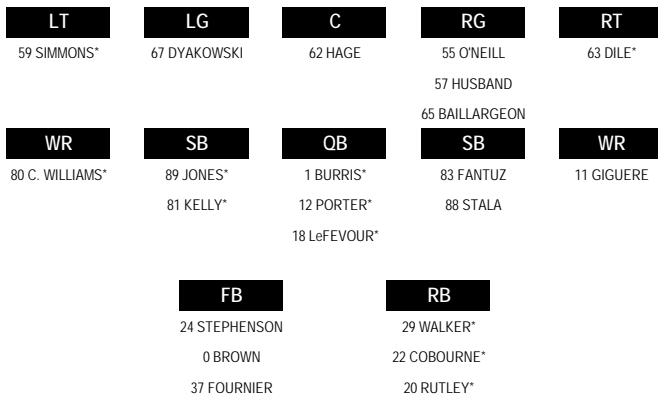 LT LG C RG RT
59 SIMMONS* 67 DYAKOWSKI 62 HAGE 55 O'NEILL 63 DILE*
57 HUSBAND
65 BAILLARGEON
WR SB QB SB WR
80 C. WILLIAMS* 89 JONES* 1 BURRIS* 83 FANTUZ 11 GIGUERE
81 KELLY* 12 PORTER* 88 STALA
18 LeFEVOUR*
FB RB
24 STEPHENSON 29 WALKER*
0 BROWN 22 COBOURNE*
37 FOURNIER 20 RUTLEY*